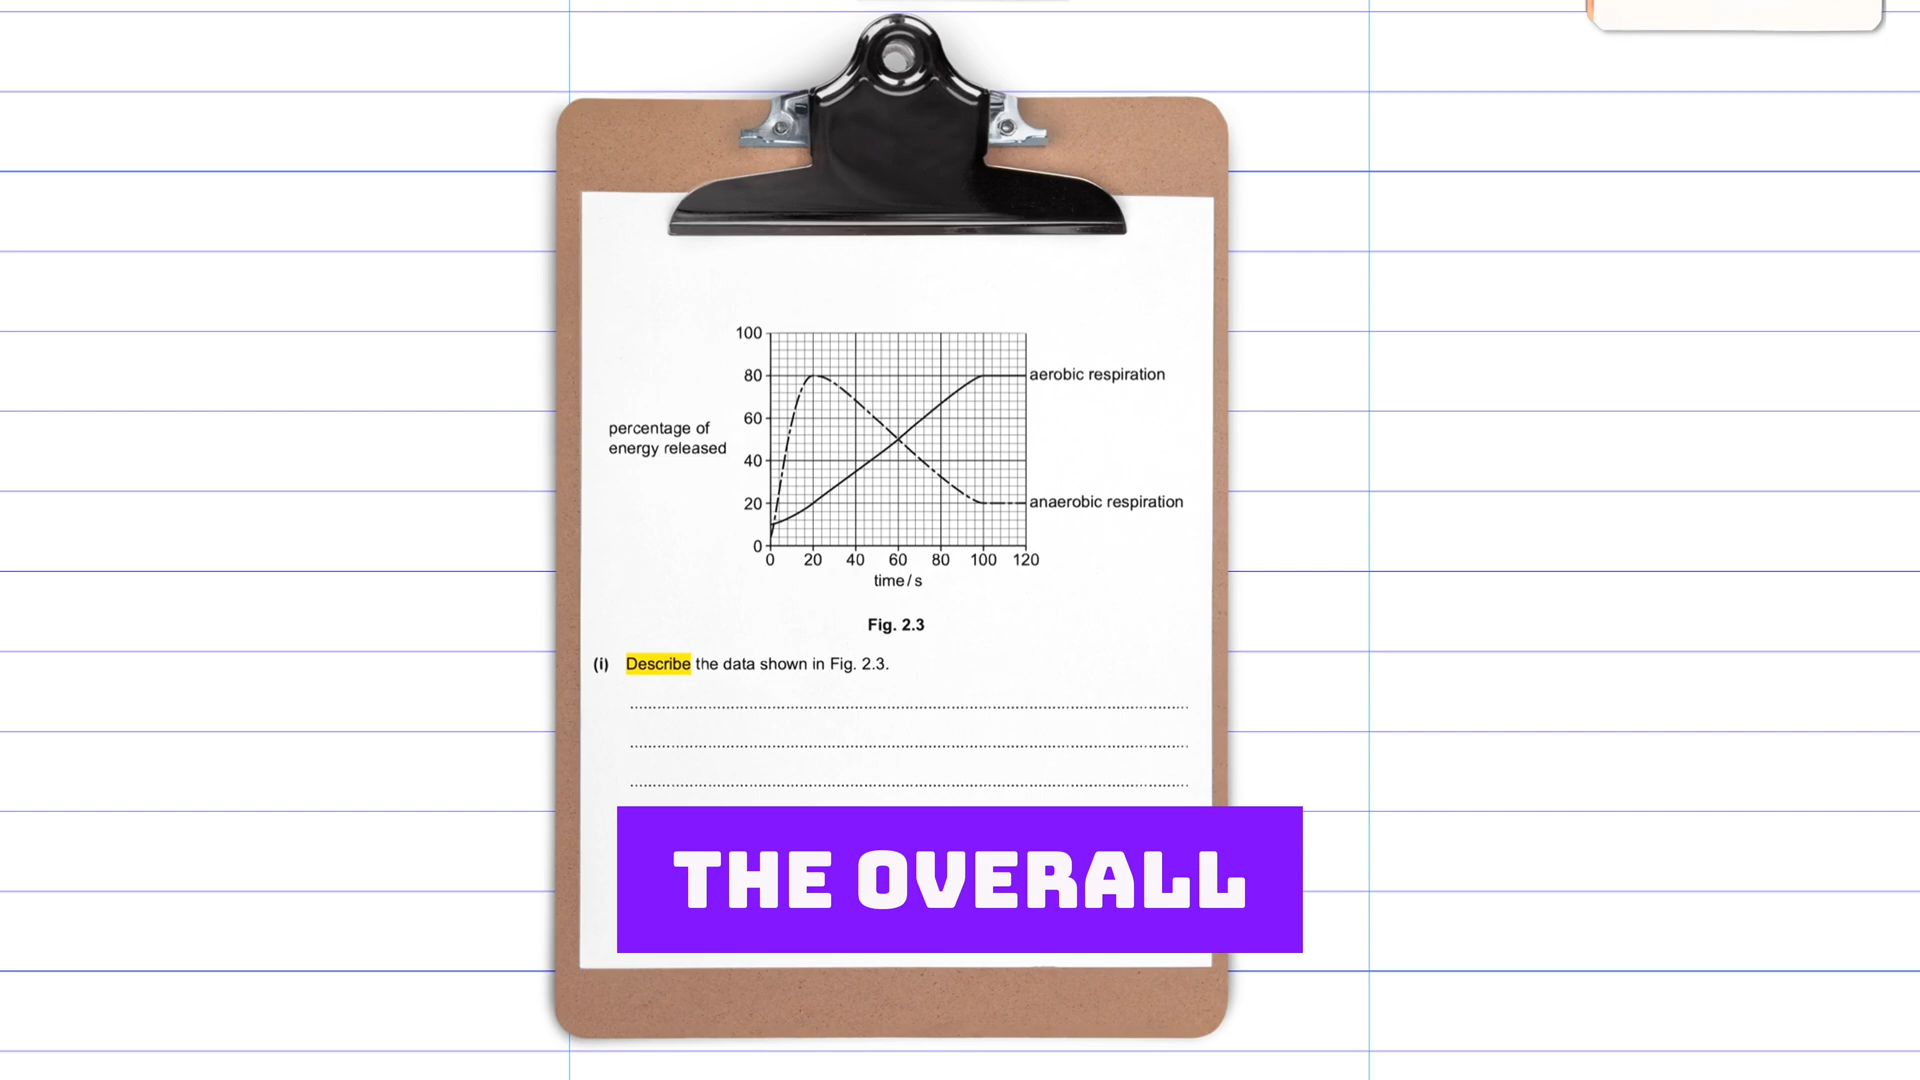 100
80
60
40
20
0
percentage of
energy released
aerobic respiration
anaerobic respiration
0 20 40 60 80 100 120
time / s
Fig. 2.3
(i) Describe the data shown in Fig. 2.3.
THE OVERALL